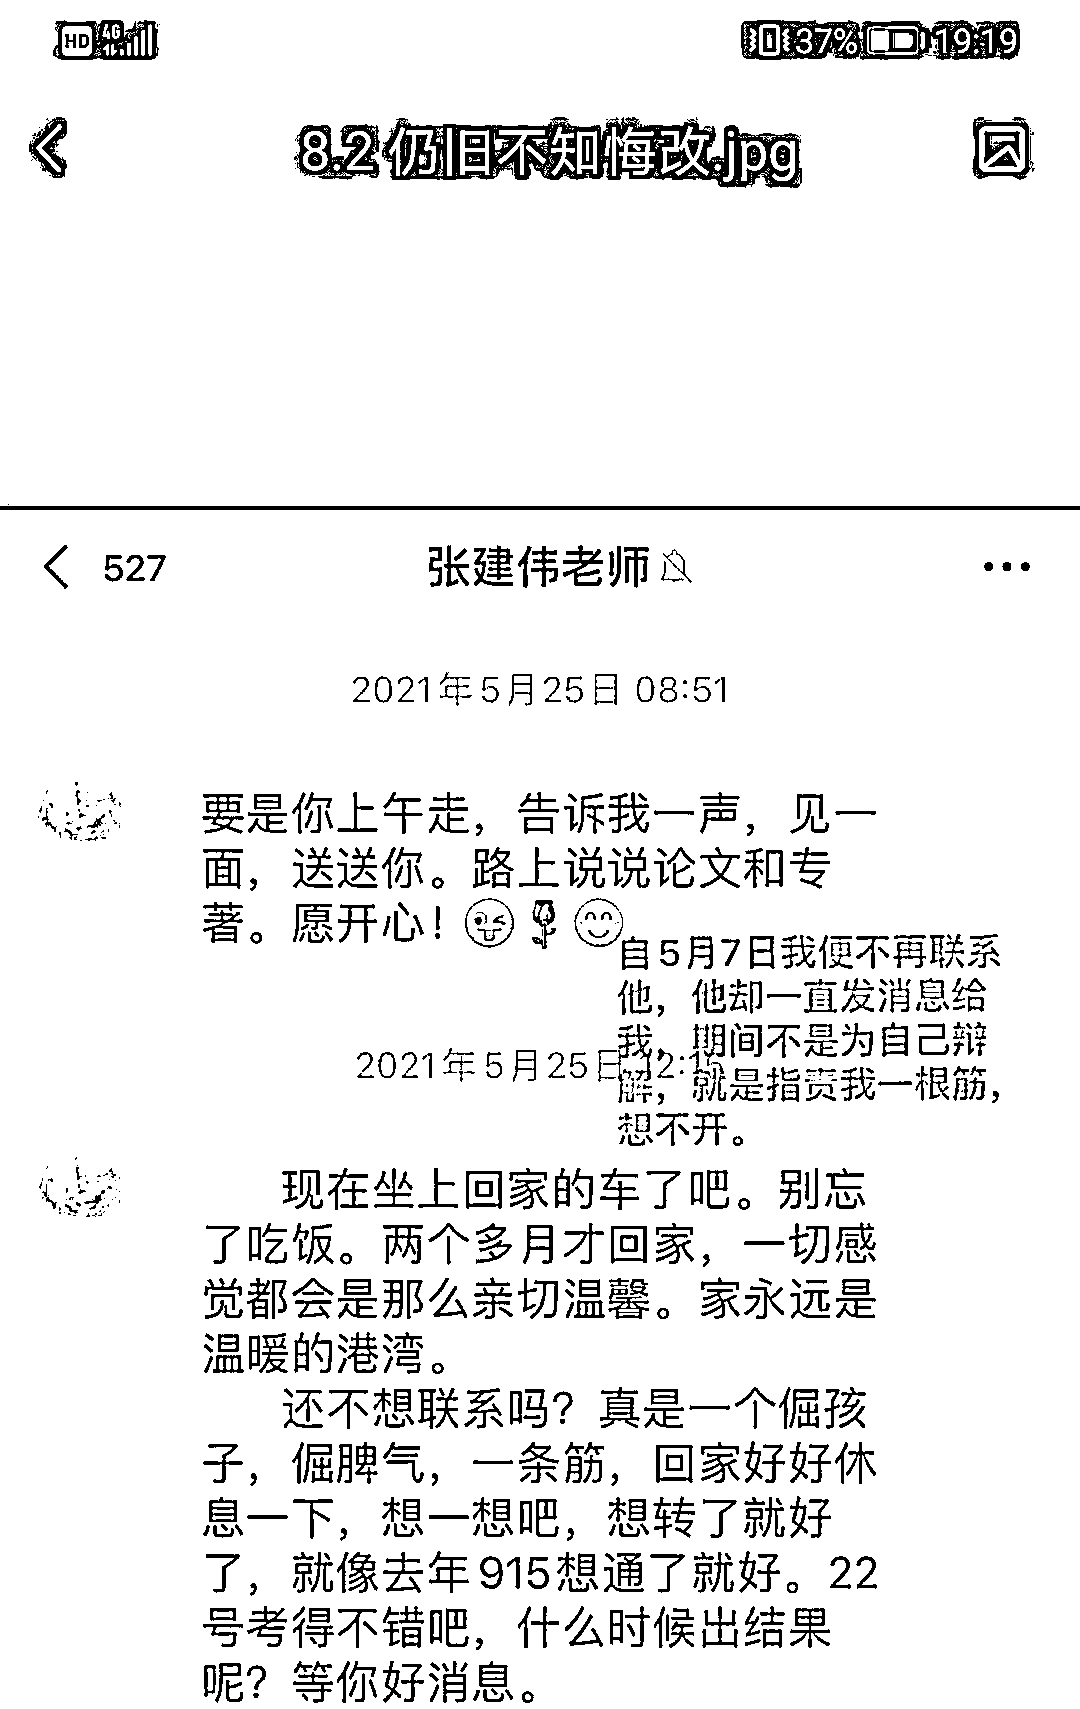 HD 4G 37% 19:19
8.2 仍旧不知悔改.jpg
527 张建伟老师
2021年5月25日 08:51
要是你上午走，告诉我一声，见一
面，送送你。路上说说论文和专
著。愿开心！😜🌹😊
自5月7日我便不再联系
他，他却一直发消息给
我，期间不是为自己辩
解，就是指责我一根筋，
想不开。
2021年5月25日 12:15
现在坐上回家的车了吧。别忘
了吃饭。两个多月才回家，一切感
觉都会是那么亲切温馨。家永远是
温暖的港湾。
还不想联系吗？真是一个倔孩
子，倔脾气，一条筋，回家好好休
息一下，想一想吧，想转了就好
了，就像去年915想通了就好。22
号考得不错吧，什么时候出结果
呢？等你好消息。